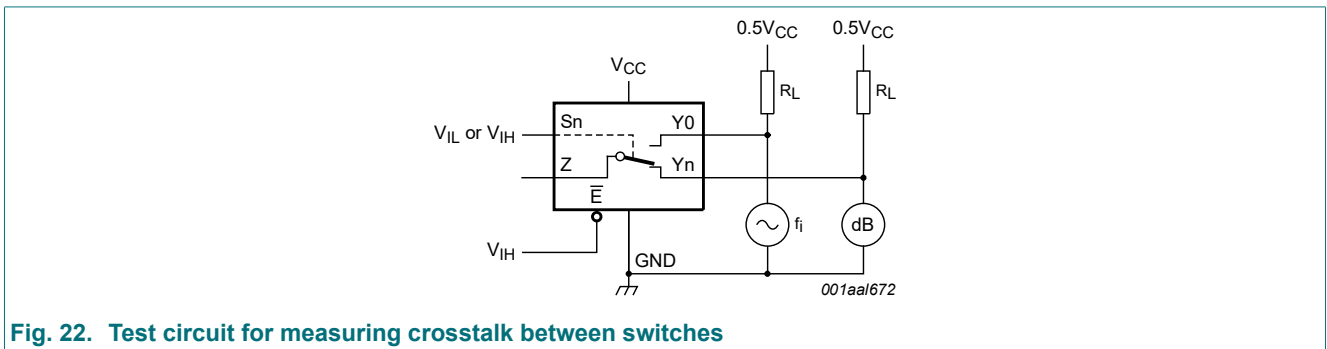 0.5VCC 0.5VCC
VCC
RL RL
Sn Y0
VIL or VIH
Z Yn
E
fi dB
VIH
GND
001aal672
Fig. 22. Test circuit for measuring crosstalk between switches